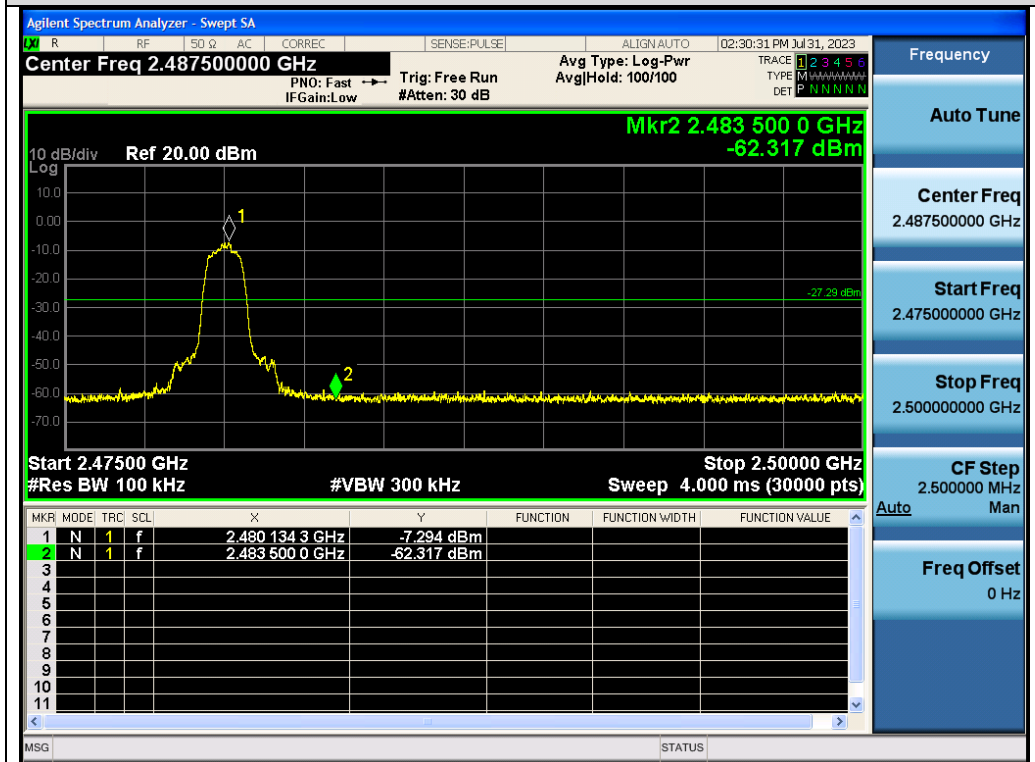 Agilent Spectrum Analyzer - Swept SA
LXI R RF 50 Ω AC CORREC SENSE:PULSE ALIGN AUTO 02:30:31 PM Jul 31, 2023
Center Freq 2.487500000 GHz
PNO: Fast
IFGain:Low
Trig: Free Run
#Atten: 30 dB
Avg Type: Log-Pwr
Avg|Hold: 100/100
TRACE 1 2 3 4 5 6
TYPE M WWWWW
DET P N N N N N
Mkr2 2.483 500 0 GHz
-62.317 dBm
10 dB/div Ref 20.00 dBm
Log
10.0
0.00
-10.0
-20.0
-30.0
-40.0
-50.0
-60.0
-70.0
1
2
-27.29 dBm
Start 2.47500 GHz Stop 2.50000 GHz
#Res BW 100 kHz #VBW 300 kHz Sweep 4.000 ms (30000 pts)
MKR MODE TRC SCL X Y FUNCTION FUNCTION WIDTH FUNCTION VALUE
1 N 1 f 2.480 134 3 GHz -7.294 dBm
2 N 1 f 2.483 500 0 GHz -62.317 dBm
3
4
5
6
7
8
9
10
11
MSG STATUS
Frequency
Auto Tune
Center Freq
2.487500000 GHz
Start Freq
2.475000000 GHz
Stop Freq
2.500000000 GHz
CF Step
2.500000 MHz
Auto Man
Freq Offset
0 Hz